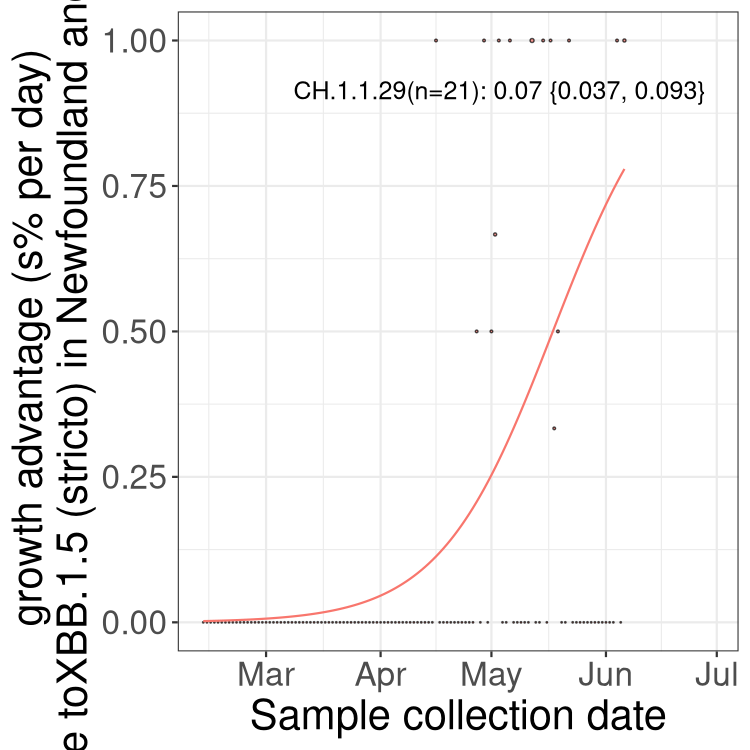 growth advantage (s% per day)
e toXBB.1.5 (stricto) in Newfoundland and
1.00
0.75
0.50
0.25
0.00
CH.1.1.29(n=21): 0.07 {0.037, 0.093}
Mar Apr May Jun Jul
Sample collection date